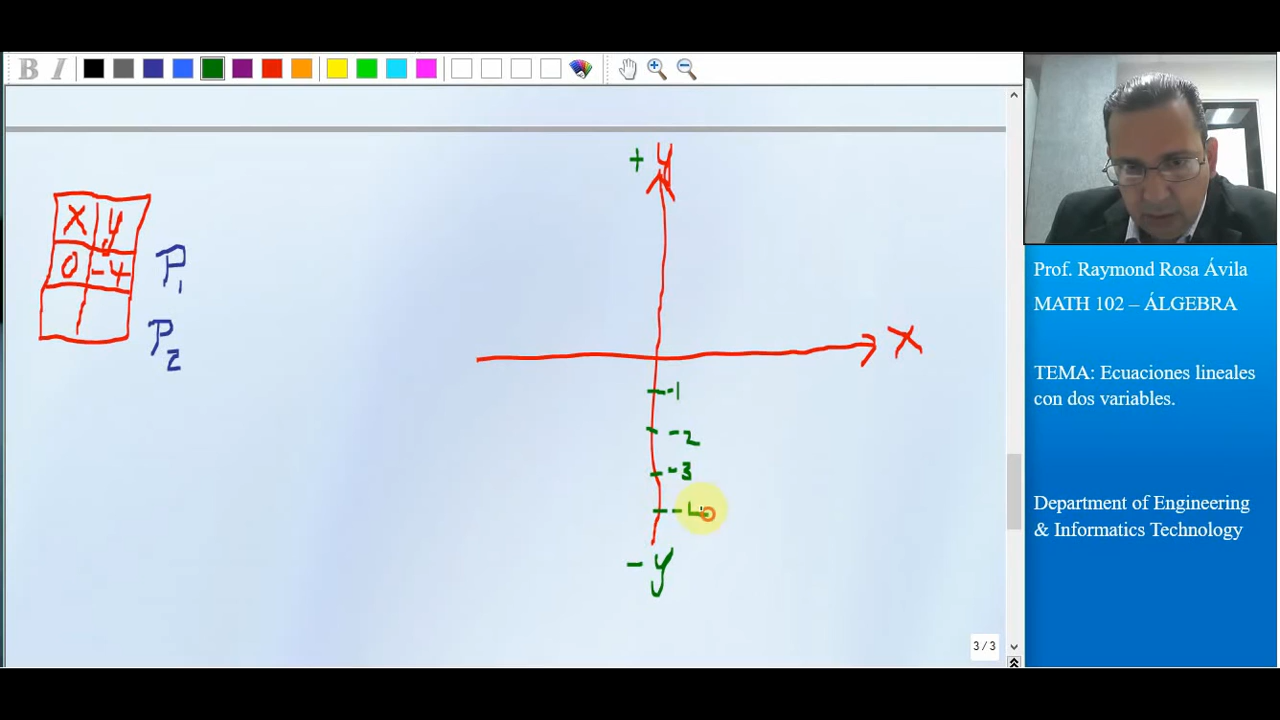 B I
+ y
x y
0 -4 P1
P2
x
-1
-2
-3
-4
- y
3 / 3
Prof. Raymond Rosa Ávila
MATH 102 – ÁLGEBRA
TEMA: Ecuaciones lineales
con dos variables.
Department of Engineering
& Informatics Technology